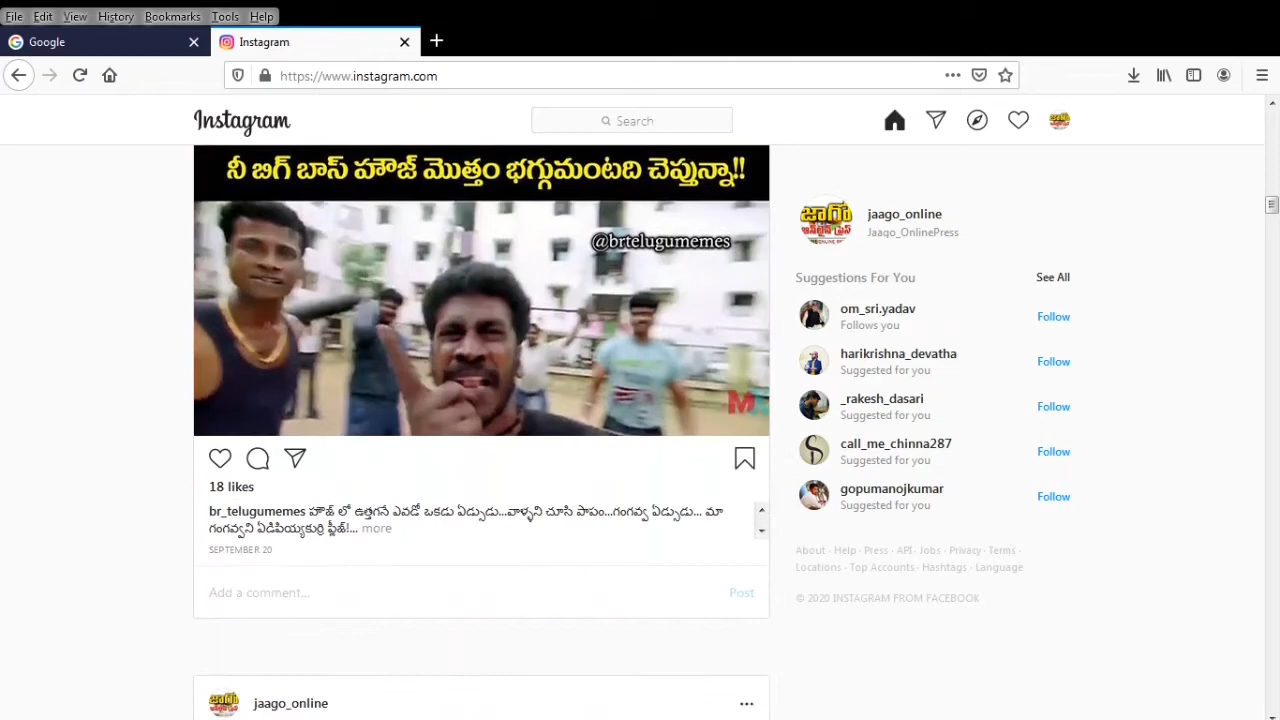 File Edit View History Bookmarks Tools Help
Google
Instagram
https://www.instagram.com
Instagram
Search
నీ బిగ్ బాస్ హౌజ్ మొత్తం భగ్గుమంటది చెప్తున్నా!!
@brtelugumemes
18 likes
br_telugumemes హౌజ్ లో ఉత్తగనే ఎవడో ఒకడు ఏడ్సుడు...వాళ్ళని చూసి పాపం...గంగవ్వ ఏడ్సుడు... మా
గంగవ్వని ఏడిపియ్యకుర్రి ప్లీజ్!... more
SEPTEMBER 20
Add a comment... Post
jaago_online
జాగో
ఆన్‌లైన్ ప్రెస్
jaago_online
Jaago_OnlinePress
Suggestions For You See All
om_sri.yadav
Follows you
Follow
harikrishna_devatha
Suggested for you
Follow
_rakesh_dasari
Suggested for you
Follow
call_me_chinna287
Suggested for you
Follow
gopumanojkumar
Suggested for you
Follow
About · Help · Press · API · Jobs · Privacy · Terms ·
Locations · Top Accounts · Hashtags · Language
© 2020 INSTAGRAM FROM FACEBOOK